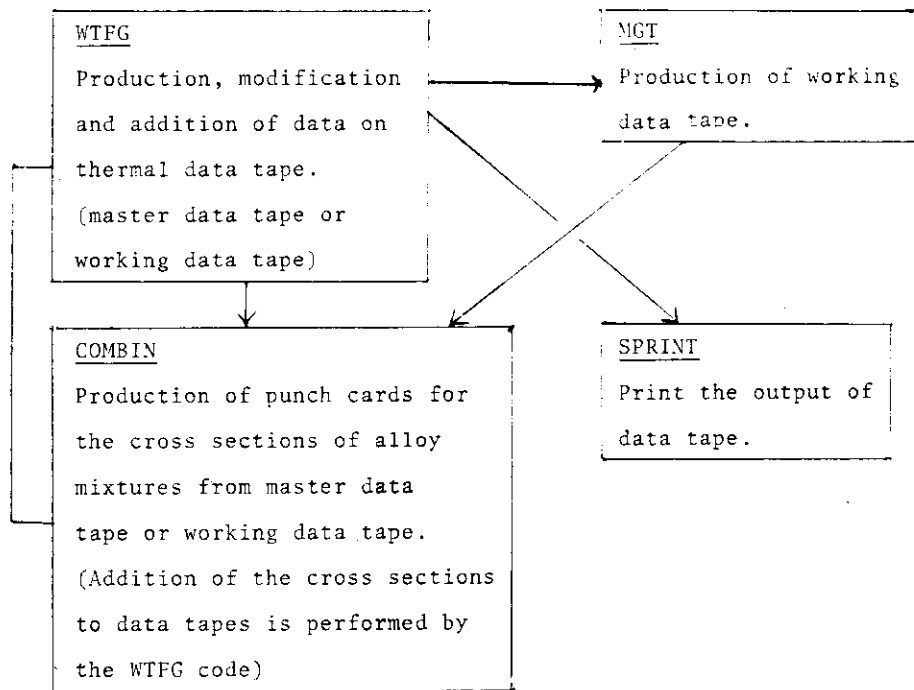 WTFG
Production, modification
and addition of data on
thermal data tape.
(master data tape or
working data tape)
MGT
Production of working
data tape.
COMBIN
Production of punch cards for
the cross sections of alloy
mixtures from master data
tape or working data tape.
(Addition of the cross sections
to data tapes is performed by
the WTFG code)
SPRINT
Print the output of
data tape.